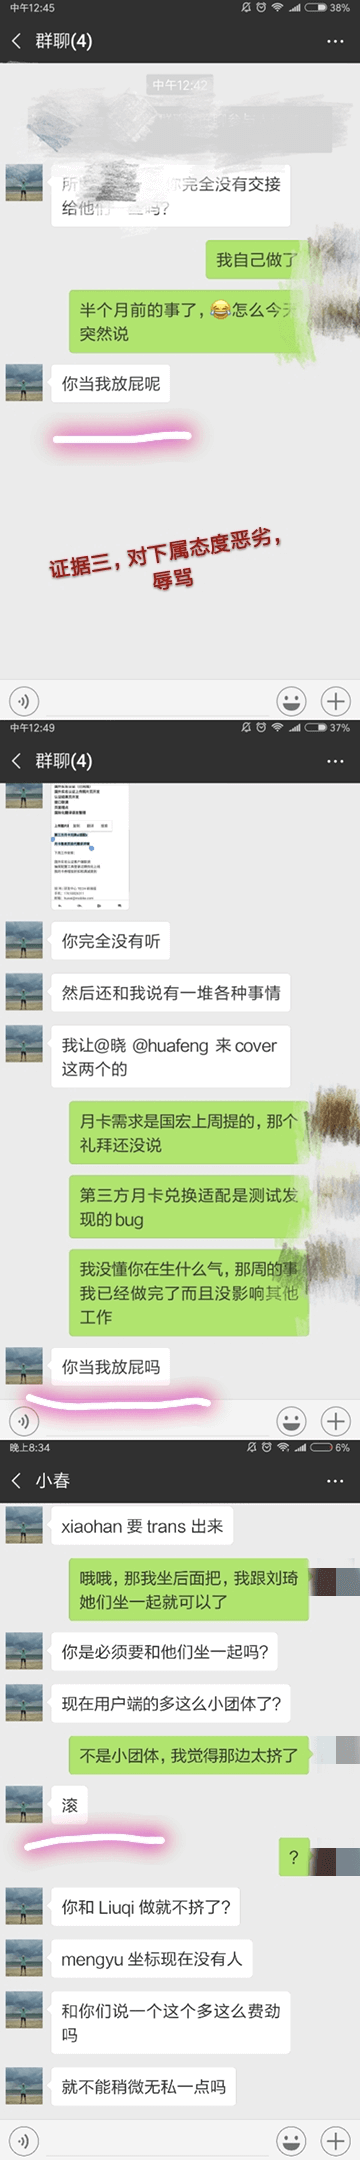 中午12:45
38%
群聊(4)
中午12:42
完全没有交接
给他们一些吗？
我自己做了
半个月前的事了，😂怎么今天
突然说
你当我放屁呢
证据三，对下属态度恶劣，
辱骂
中午12:49
37%
群聊(4)
你完全没有听
然后还和我说有一堆各种事情
我让@晓 @huafeng 来 cover
这两个的
月卡需求是国宏上周提的，那个
礼拜还没说
第三方月卡兑换适配是测试发
现的bug
我没懂你在生什么气，那周的事
我已经做完了而且没影响其他
工作
你当我放屁吗
晚上8:34
6%
小春
xiaohan 要 trans 出来
哦哦，那我坐后面把，我跟刘琦
她们坐一起就可以了
你是必须要和他们坐一起吗？
现在用户端的多这么小团体了？
不是小团体，我觉得那边太挤了
滚
？
你和 Liuqi 做就不挤了？
mengyu 坐标现在没有人
和你们说一个这个多这么费劲
吗
就不能稍微无私一点吗